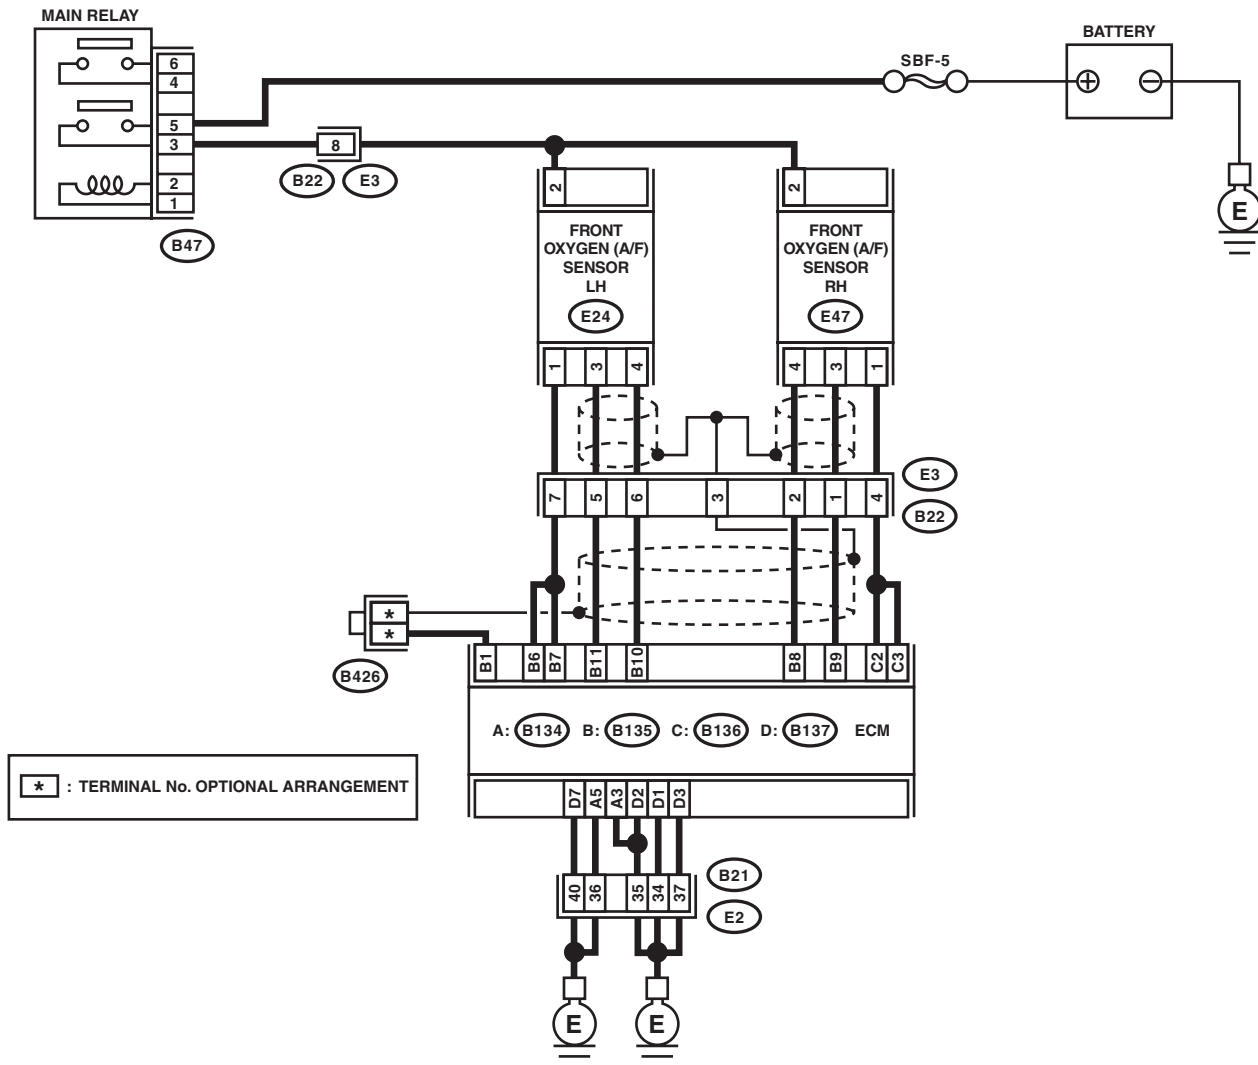 MAIN RELAY
BATTERY
SBF-5
6
4
5
3
2
1
8
B22 E3
B47
E
2
2
FRONT
OXYGEN (A/F)
SENSOR
LH
E24
FRONT
OXYGEN (A/F)
SENSOR
RH
E47
1 3 4
4 3 1
E3
7 5 6 3 2 1 4
B22
*
*
B426
B1 B6 B7 B11 B10 B8 B9 C2 C3
A: B134 B: B135 C: B136 D: B137 ECM
* : TERMINAL No. OPTIONAL ARRANGEMENT
D7 A5 A3 D2 D1 D3
B21
40 36 35 34 37
E2
E E